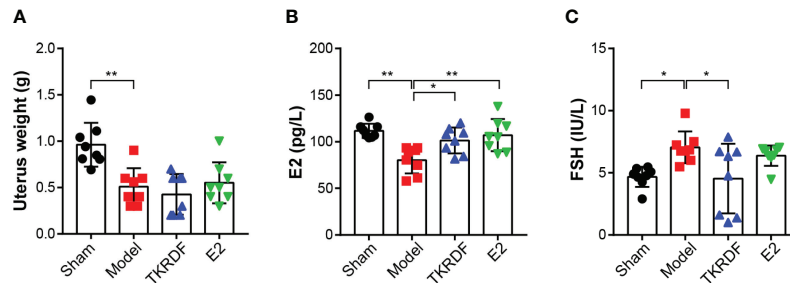 A
Uterus weight (g)
2.0
1.5
1.0
0.5
0.0
**
Sham
Model
TKRDF
E2
B
E2 (pg/L)
200
150
100
50
0
**
**
*
Sham
Model
TKRDF
E2
C
FSH (IU/L)
15
10
5
0
*
*
Sham
Model
TKRDF
E2